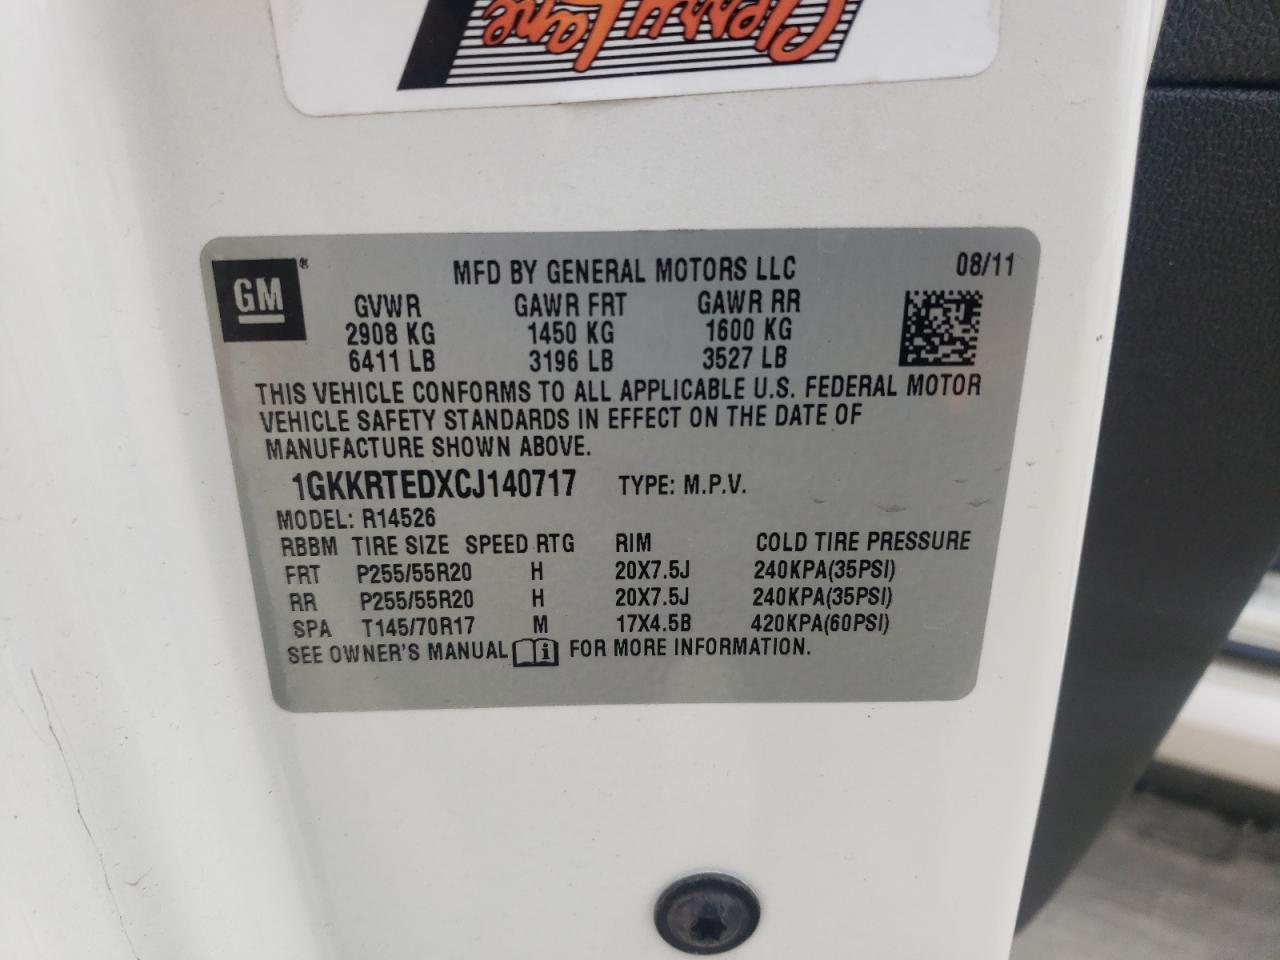 Cherry Lane
GM®
MFD BY GENERAL MOTORS LLC 08/11
GVWR GAWR FRT GAWR RR
2908 KG 1450 KG 1600 KG
6411 LB 3196 LB 3527 LB
THIS VEHICLE CONFORMS TO ALL APPLICABLE U.S. FEDERAL MOTOR
VEHICLE SAFETY STANDARDS IN EFFECT ON THE DATE OF
MANUFACTURE SHOWN ABOVE.
1GKKRTEDXCJ140717 TYPE: M.P.V.
MODEL: R14526
RBBM TIRE SIZE SPEED RTG RIM COLD TIRE PRESSURE
FRT P255/55R20 H 20X7.5J 240KPA(35PSI)
RR P255/55R20 H 20X7.5J 240KPA(35PSI)
SPA T145/70R17 M 17X4.5B 420KPA(60PSI)
SEE OWNER'S MANUAL i FOR MORE INFORMATION.